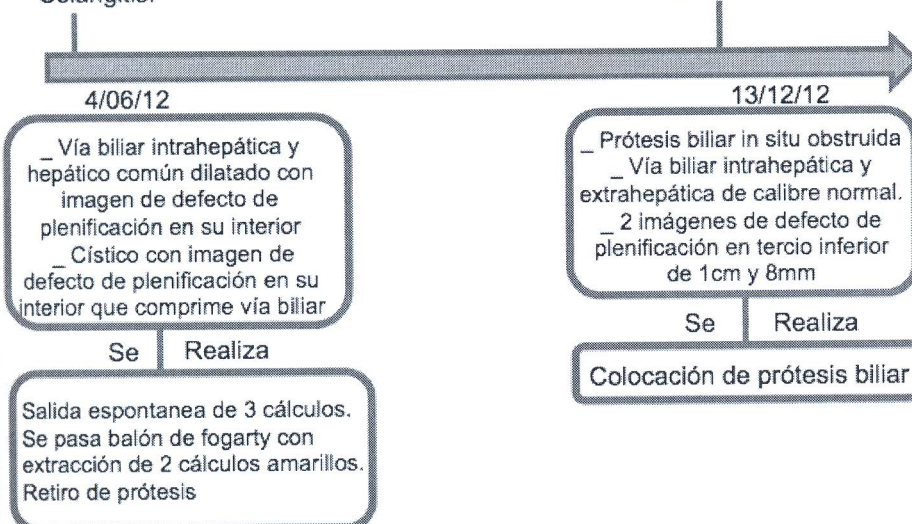 4/06/12
_ Vía biliar intrahepática y
hepático común dilatado con
imagen de defecto de
plenificación en su interior
_ Cístico con imagen de
defecto de plenificación en su
interior que comprime vía biliar
Se Realiza
Salida espontanea de 3 cálculos.
Se pasa balón de fogarty con
extracción de 2 cálculos amarillos.
Retiro de prótesis
13/12/12
_ Prótesis biliar in situ obstruida
_ Vía biliar intrahepática y
extrahepática de calibre normal.
_ 2 imágenes de defecto de
plenificación en tercio inferior
de 1cm y 8mm
Se Realiza
Colocación de prótesis biliar